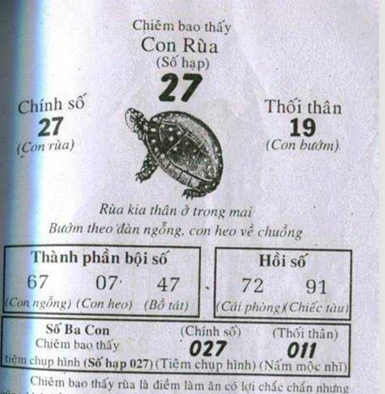 Chiêm bao thấy
Con Rùa
(Số hạp)
27
Chính số
27
(Con rùa)
Thối thân
19
(Con bướm)
Rùa kia thân ở trong mai
Bướm theo đàn ngỗng, con heo về chuồng
Thành phần bội số
67 07 47
(Con ngỗng) (Con heo) (Bồ tát)
Hồi số
72 91
(Cái phòng)(Chiếc tàu)
Số Ba Con (Chính số) (Thối thân)
Chiêm bao thấy 027 011
tiệm chụp hình (Số hạp 027) (Tiệm chụp hình) (Nấm mộc nhĩ)
Chiêm bao thấy rùa là điềm làm ăn có lợi chắc chắn nhưng